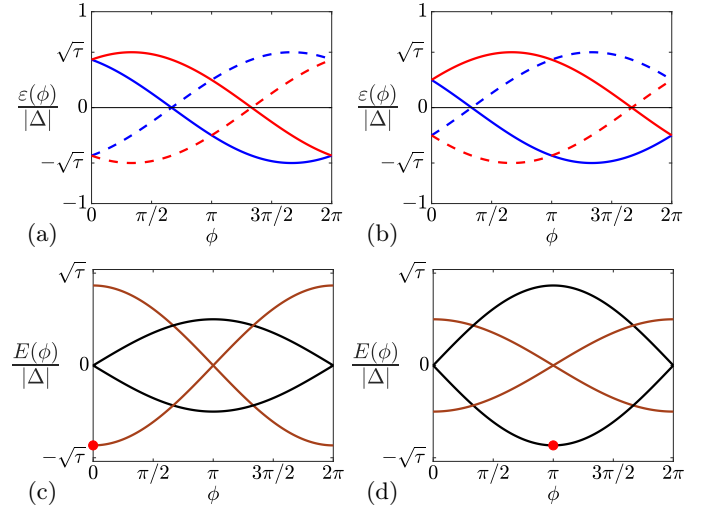 1
1
√τ
√τ
ε(φ)
|Δ|
0
ε(φ)
|Δ|
0
−√τ
−√τ
−1
−1
0
π/2
π
3π/2
2π
0
π/2
π
3π/2
2π
(a)
φ
(b)
φ
√τ
√τ
E(φ)
|Δ|
0
E(φ)
|Δ|
0
−√τ
−√τ
0
π/2
π
3π/2
2π
0
π/2
π
3π/2
2π
(c)
φ
(d)
φ